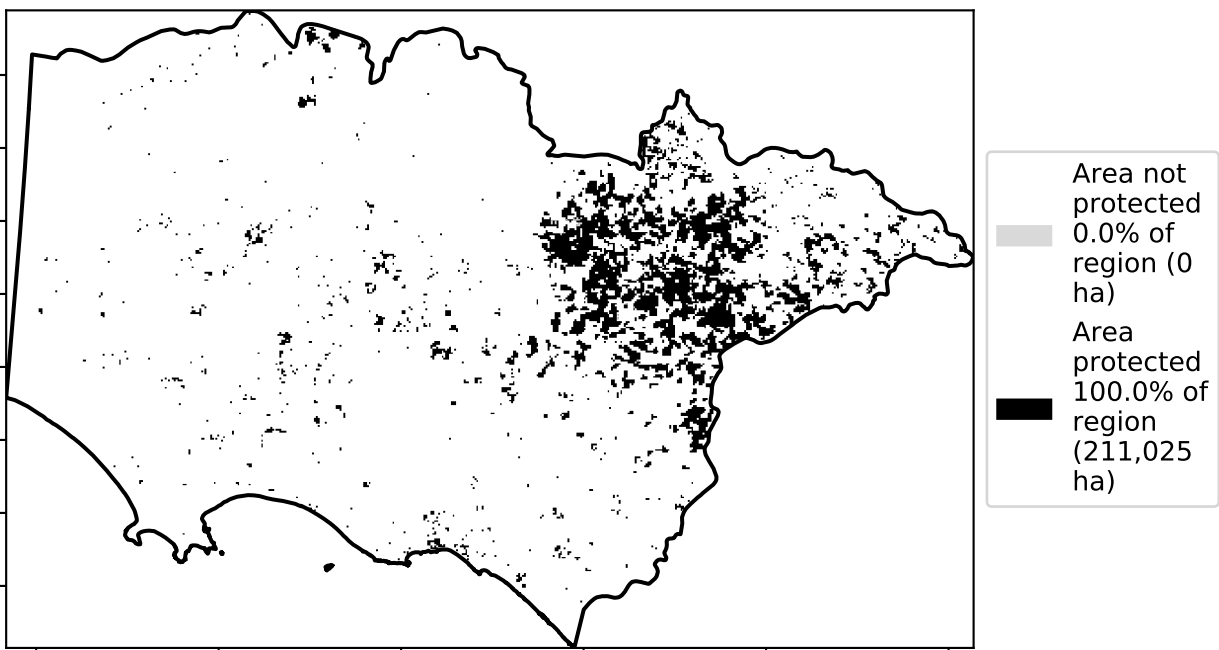 Area not
protected
0.0% of
region (0
ha)
Area
protected
100.0% of
region
(211,025
ha)